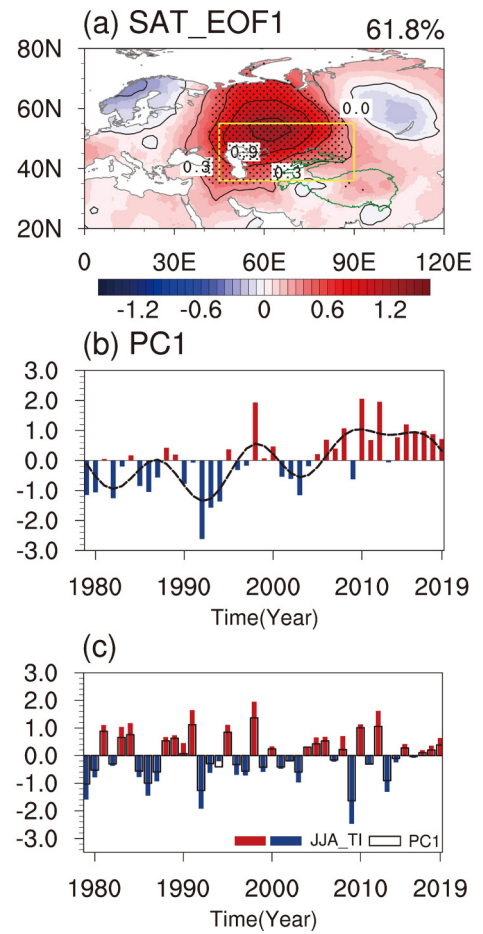 (a) SAT_EOF1 61.8%
80N
60N
40N
20N
0.0
0.9
0.3
0.3
0 30E 60E 90E 120E
-1.2 -0.6 0 0.6 1.2
(b) PC1
3.0
2.0
1.0
0.0
-1.0
-2.0
-3.0
1980 1990 2000 2010 2019
Time(Year)
(c)
3.0
2.0
1.0
0.0
-1.0
-2.0
-3.0
JJA_TI PC1
1980 1990 2000 2010 2019
Time(Year)